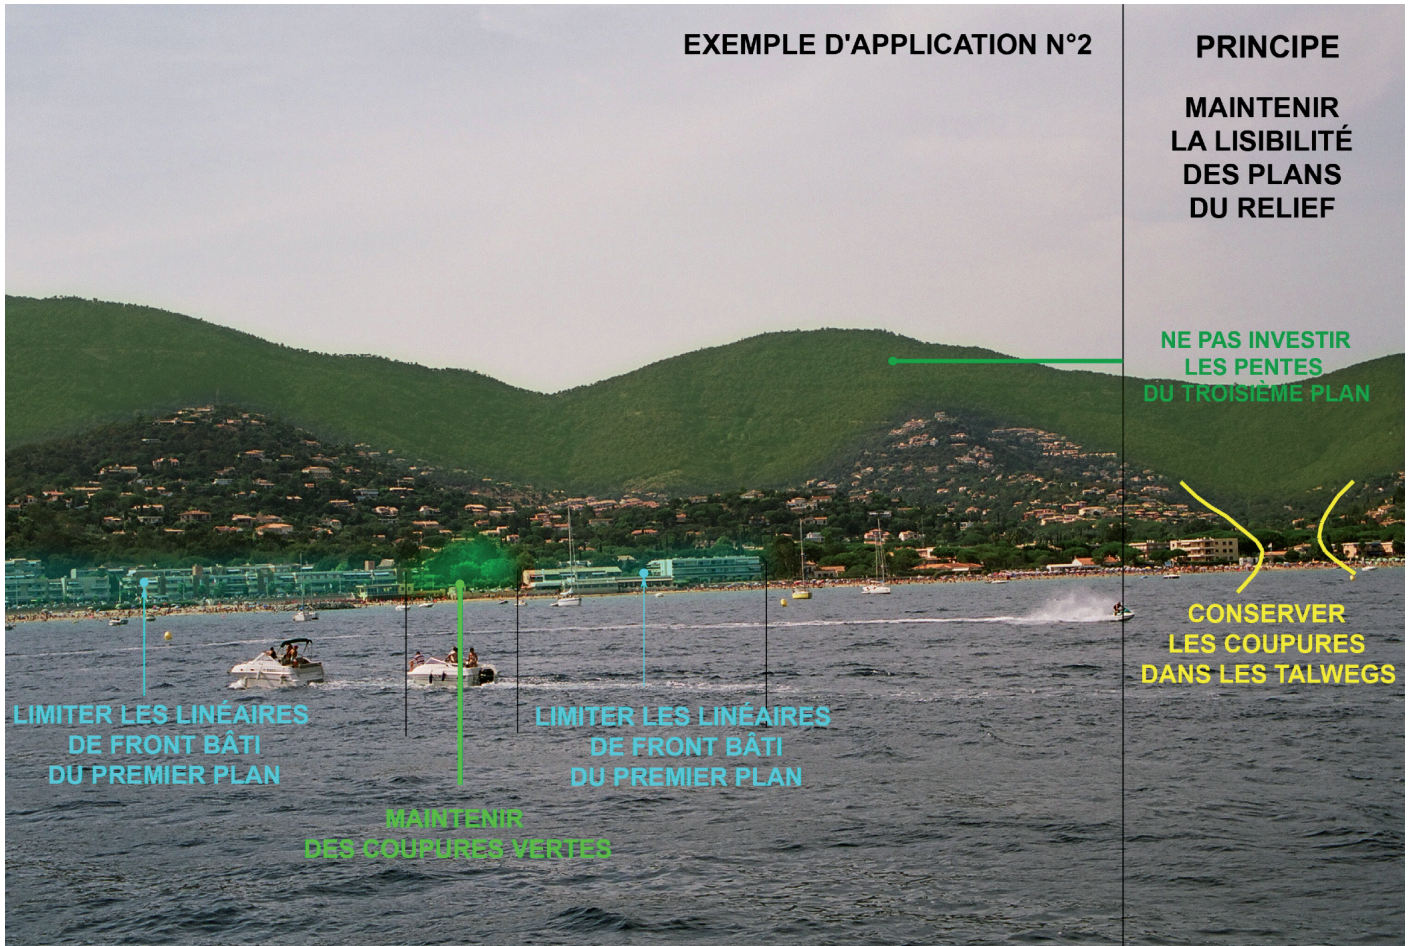 EXEMPLE D'APPLICATION N°2
PRINCIPE
MAINTENIR
LA LISIBILITÉ
DES PLANS
DU RELIEF
NE PAS INVESTIR
LES PENTES
DU TROISIÈME PLAN
CONSERVER
LES COUPURES
DANS LES TALWEGS
LIMITER LES LINÉAIRES
DE FRONT BÂTI
DU PREMIER PLAN
LIMITER LES LINÉAIRES
DE FRONT BÂTI
DU PREMIER PLAN
MAINTENIR
DES COUPURES VERTES